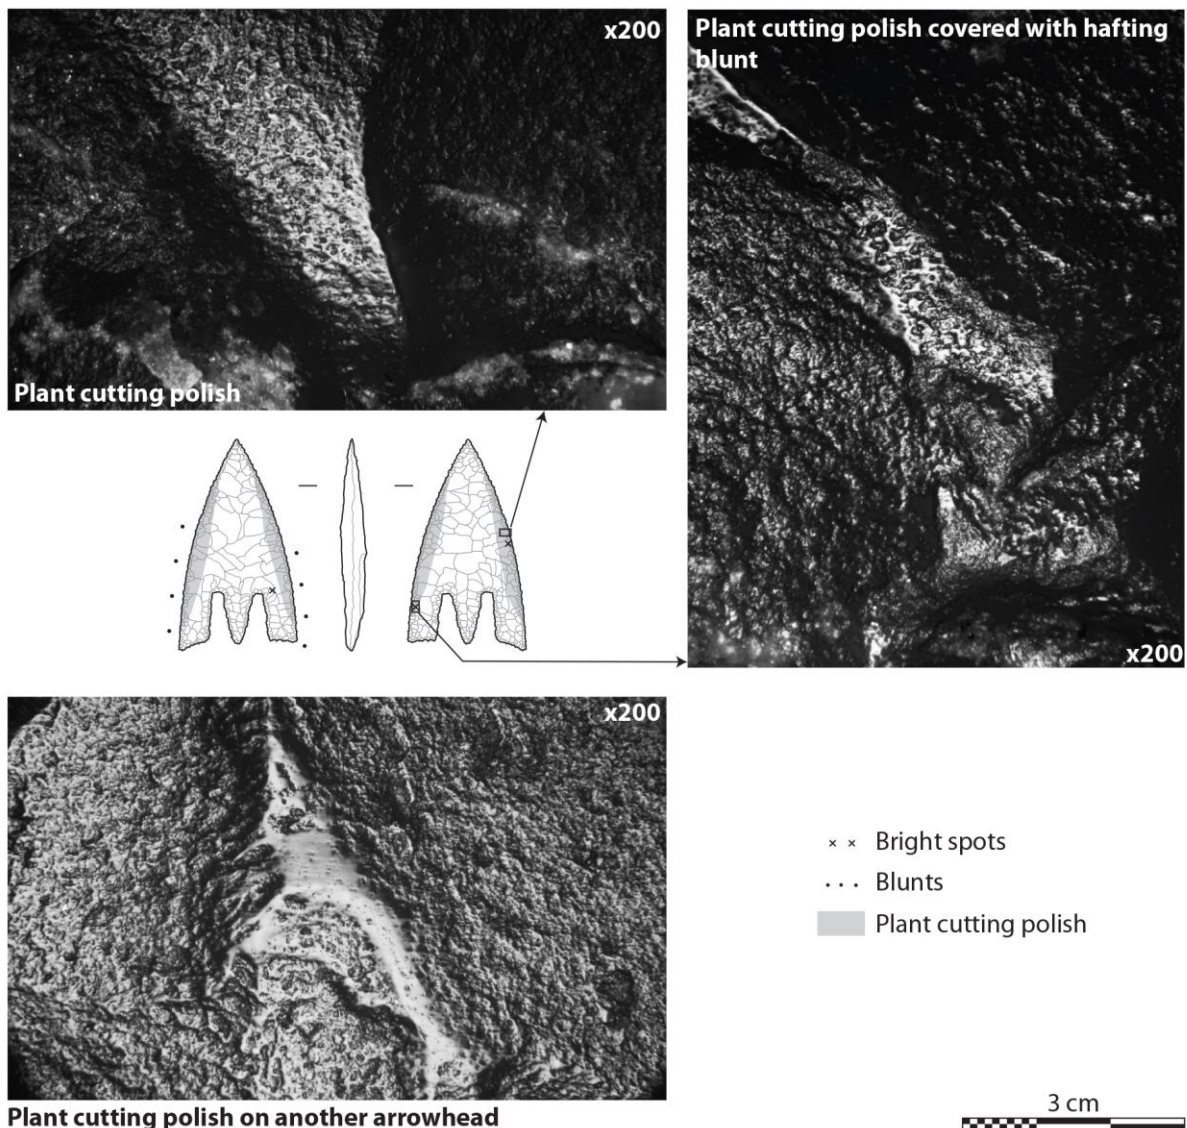 x200
Plant cutting polish covered with hafting
blunt
Plant cutting polish
x200
x200
× × Bright spots
• • • Blunts
Plant cutting polish
Plant cutting polish on another arrowhead
3 cm